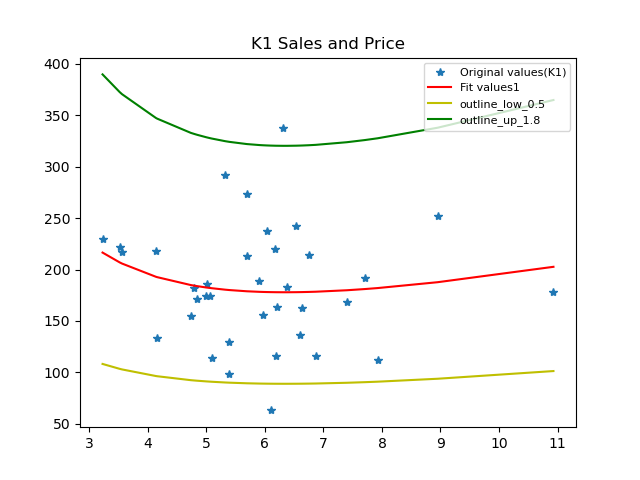 K1 Sales and Price
Original values(K1)
Fit values1
outline_low_0.5
outline_up_1.8
400
350
300
250
200
150
100
50
3 4 5 6 7 8 9 10 11